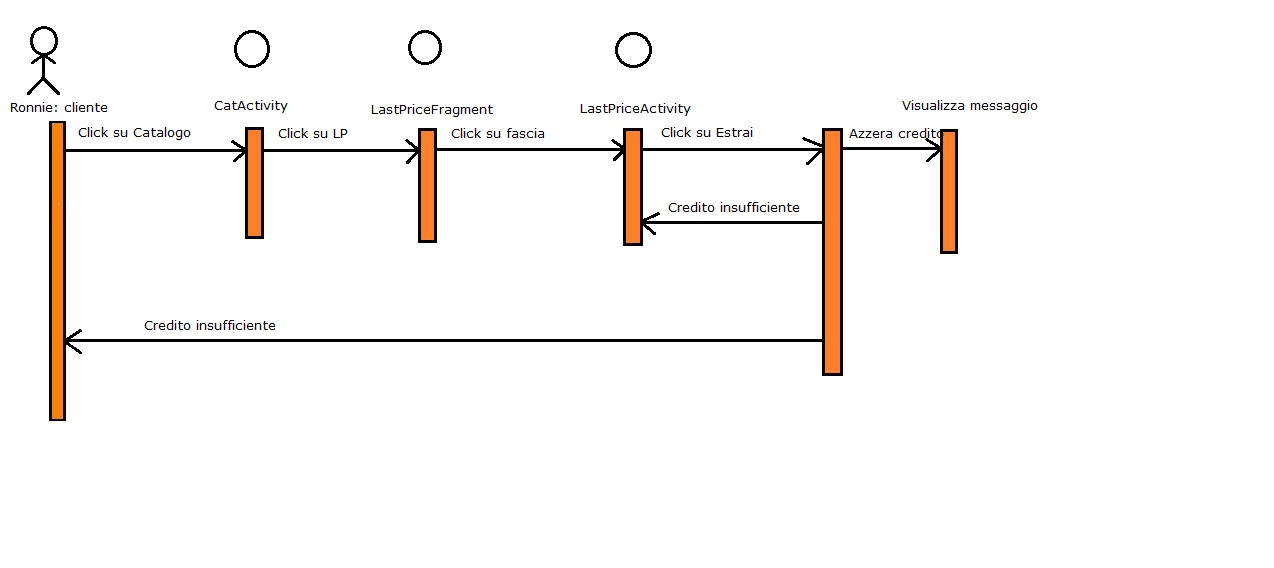 Ronnie: cliente
CatActivity
LastPriceFragment
LastPriceActivity
Visualizza messaggio
Click su Catalogo
Click su LP
Click su fascia
Click su Estrai
Azzera credito
Credito insufficiente
Credito insufficiente